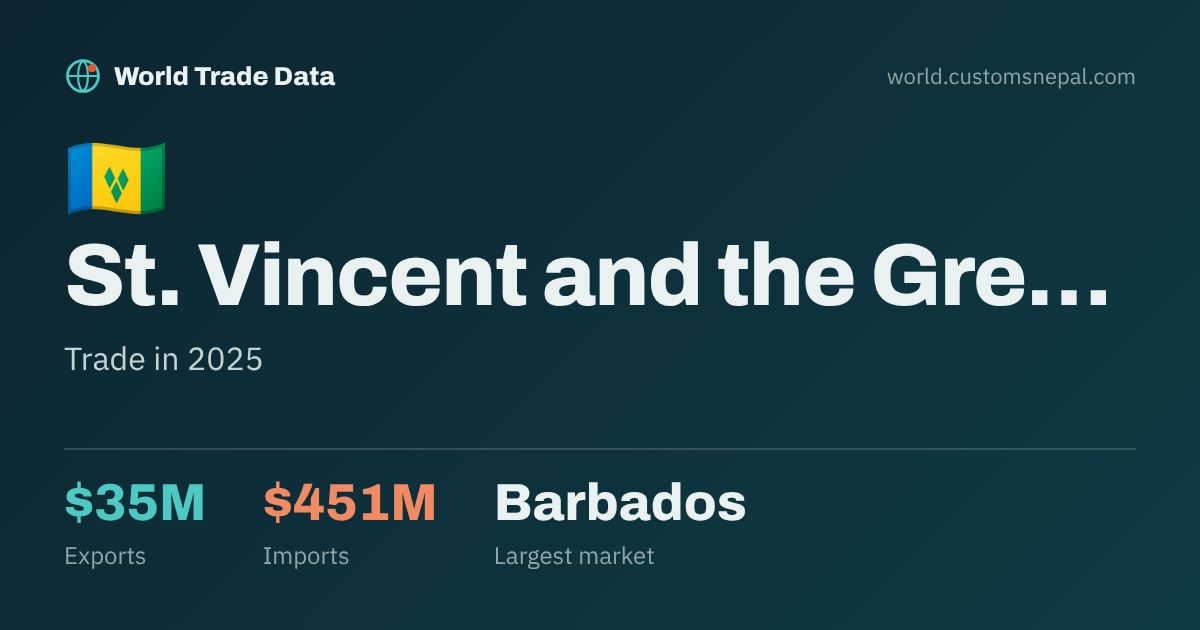 World Trade Data
world.customsnepal.com
St. Vincent and the Gre...
Trade in 2025
$35M $451M Barbados
Exports Imports Largest market